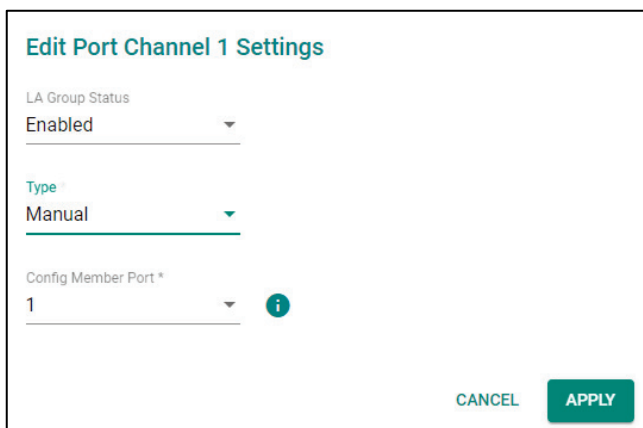 Edit Port Channel 1 Settings
LA Group Status
Enabled
Type *
Manual
Config Member Port *
1
i
CANCEL APPLY